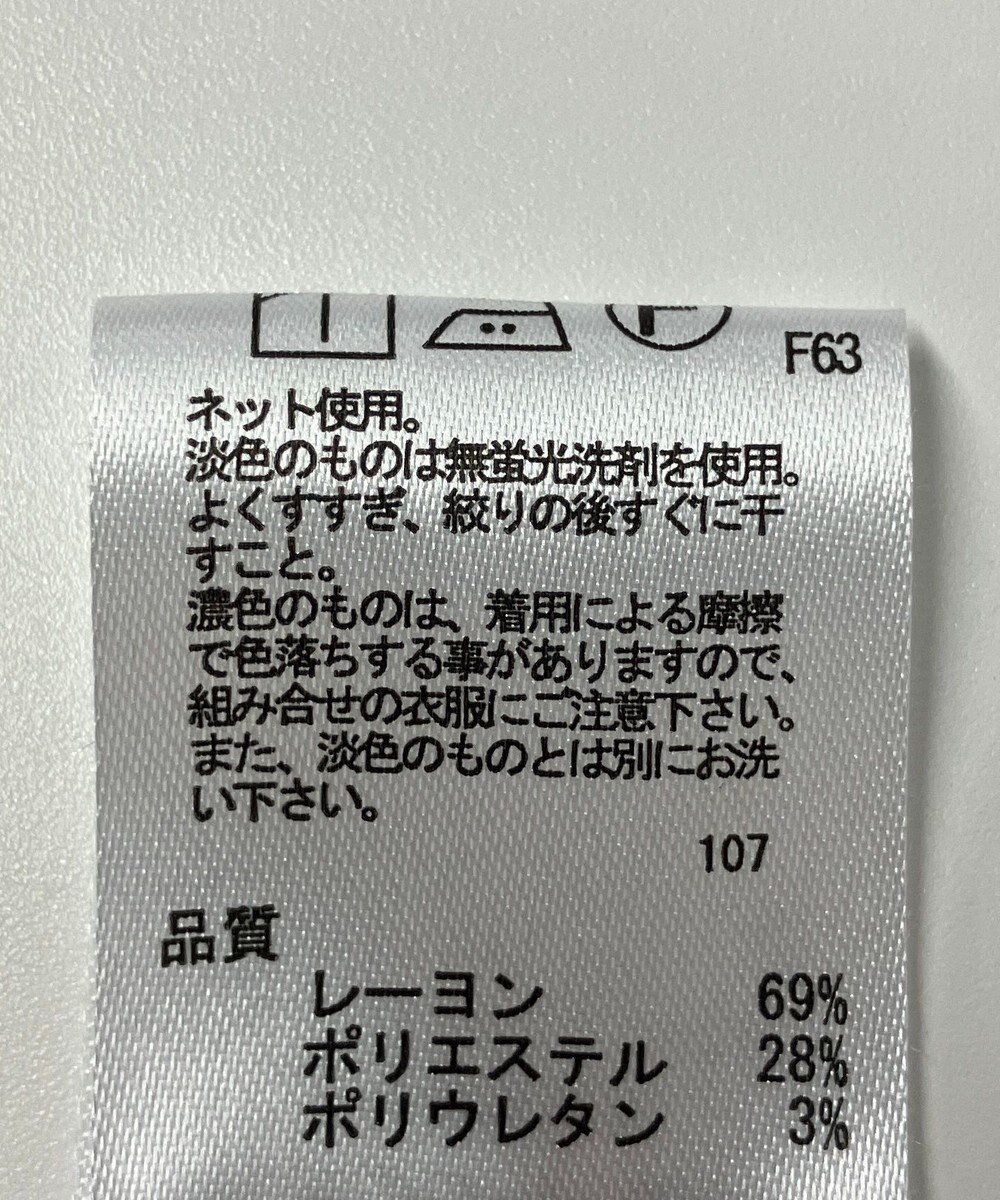 F63
ネット使用。
淡色のものは無蛍光洗剤を使用。
よくすすぎ、絞りの後すぐに干
すこと。
濃色のものは、着用による摩擦
で色落ちする事がありますので、
組み合せの衣服にご注意下さい。
また、淡色のものとは別にお洗
い下さい。
107
品質
レーヨン 69%
ポリエステル 28%
ポリウレタン 3%